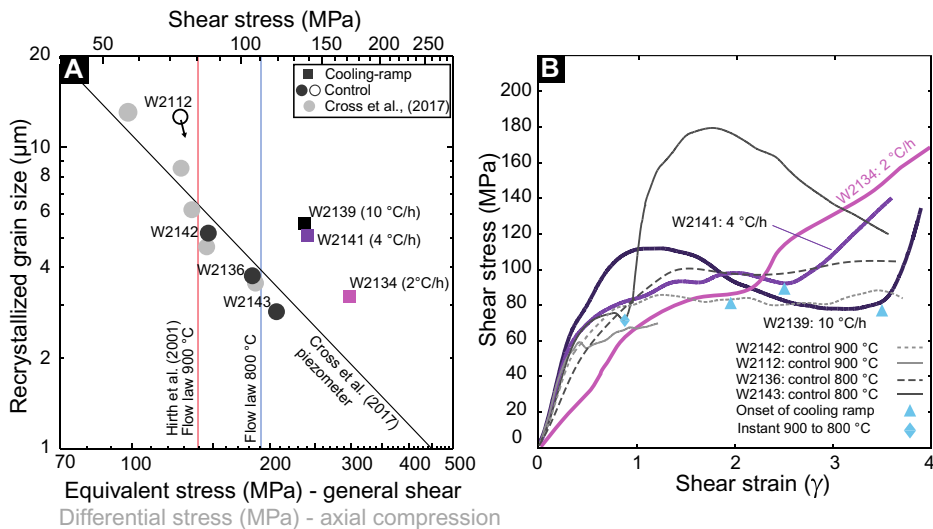 Shear stress (MPa)
50 100 150 200 250
A
20
10
8
6
4
2
1
Recrystallized grain size (µm)
Cooling-ramp
Control
Cross et al., (2017)
W2112
W2142
W2136
W2143
W2139 (10 °C/h)
W2141 (4 °C/h)
W2134 (2°C/h)
Hirth et al. (2001)
Flow law 900 °C
Flow law 800 °C
Cross et al. (2017)
piezometer
70 100 200 300 400 500
Equivalent stress (MPa) - general shear
Differential stress (MPa) - axial compression
B
200
180
160
140
120
100
80
60
40
20
0
Shear stress (MPa)
W2134: 2 °C/h
W2141: 4 °C/h
W2139: 10 °C/h
W2142: control 900 °C
W2112: control 900 °C
W2136: control 800 °C
W2143: control 800 °C
Onset of cooling ramp
Instant 900 to 800 °C
0 1 2 3 4
Shear strain (γ)